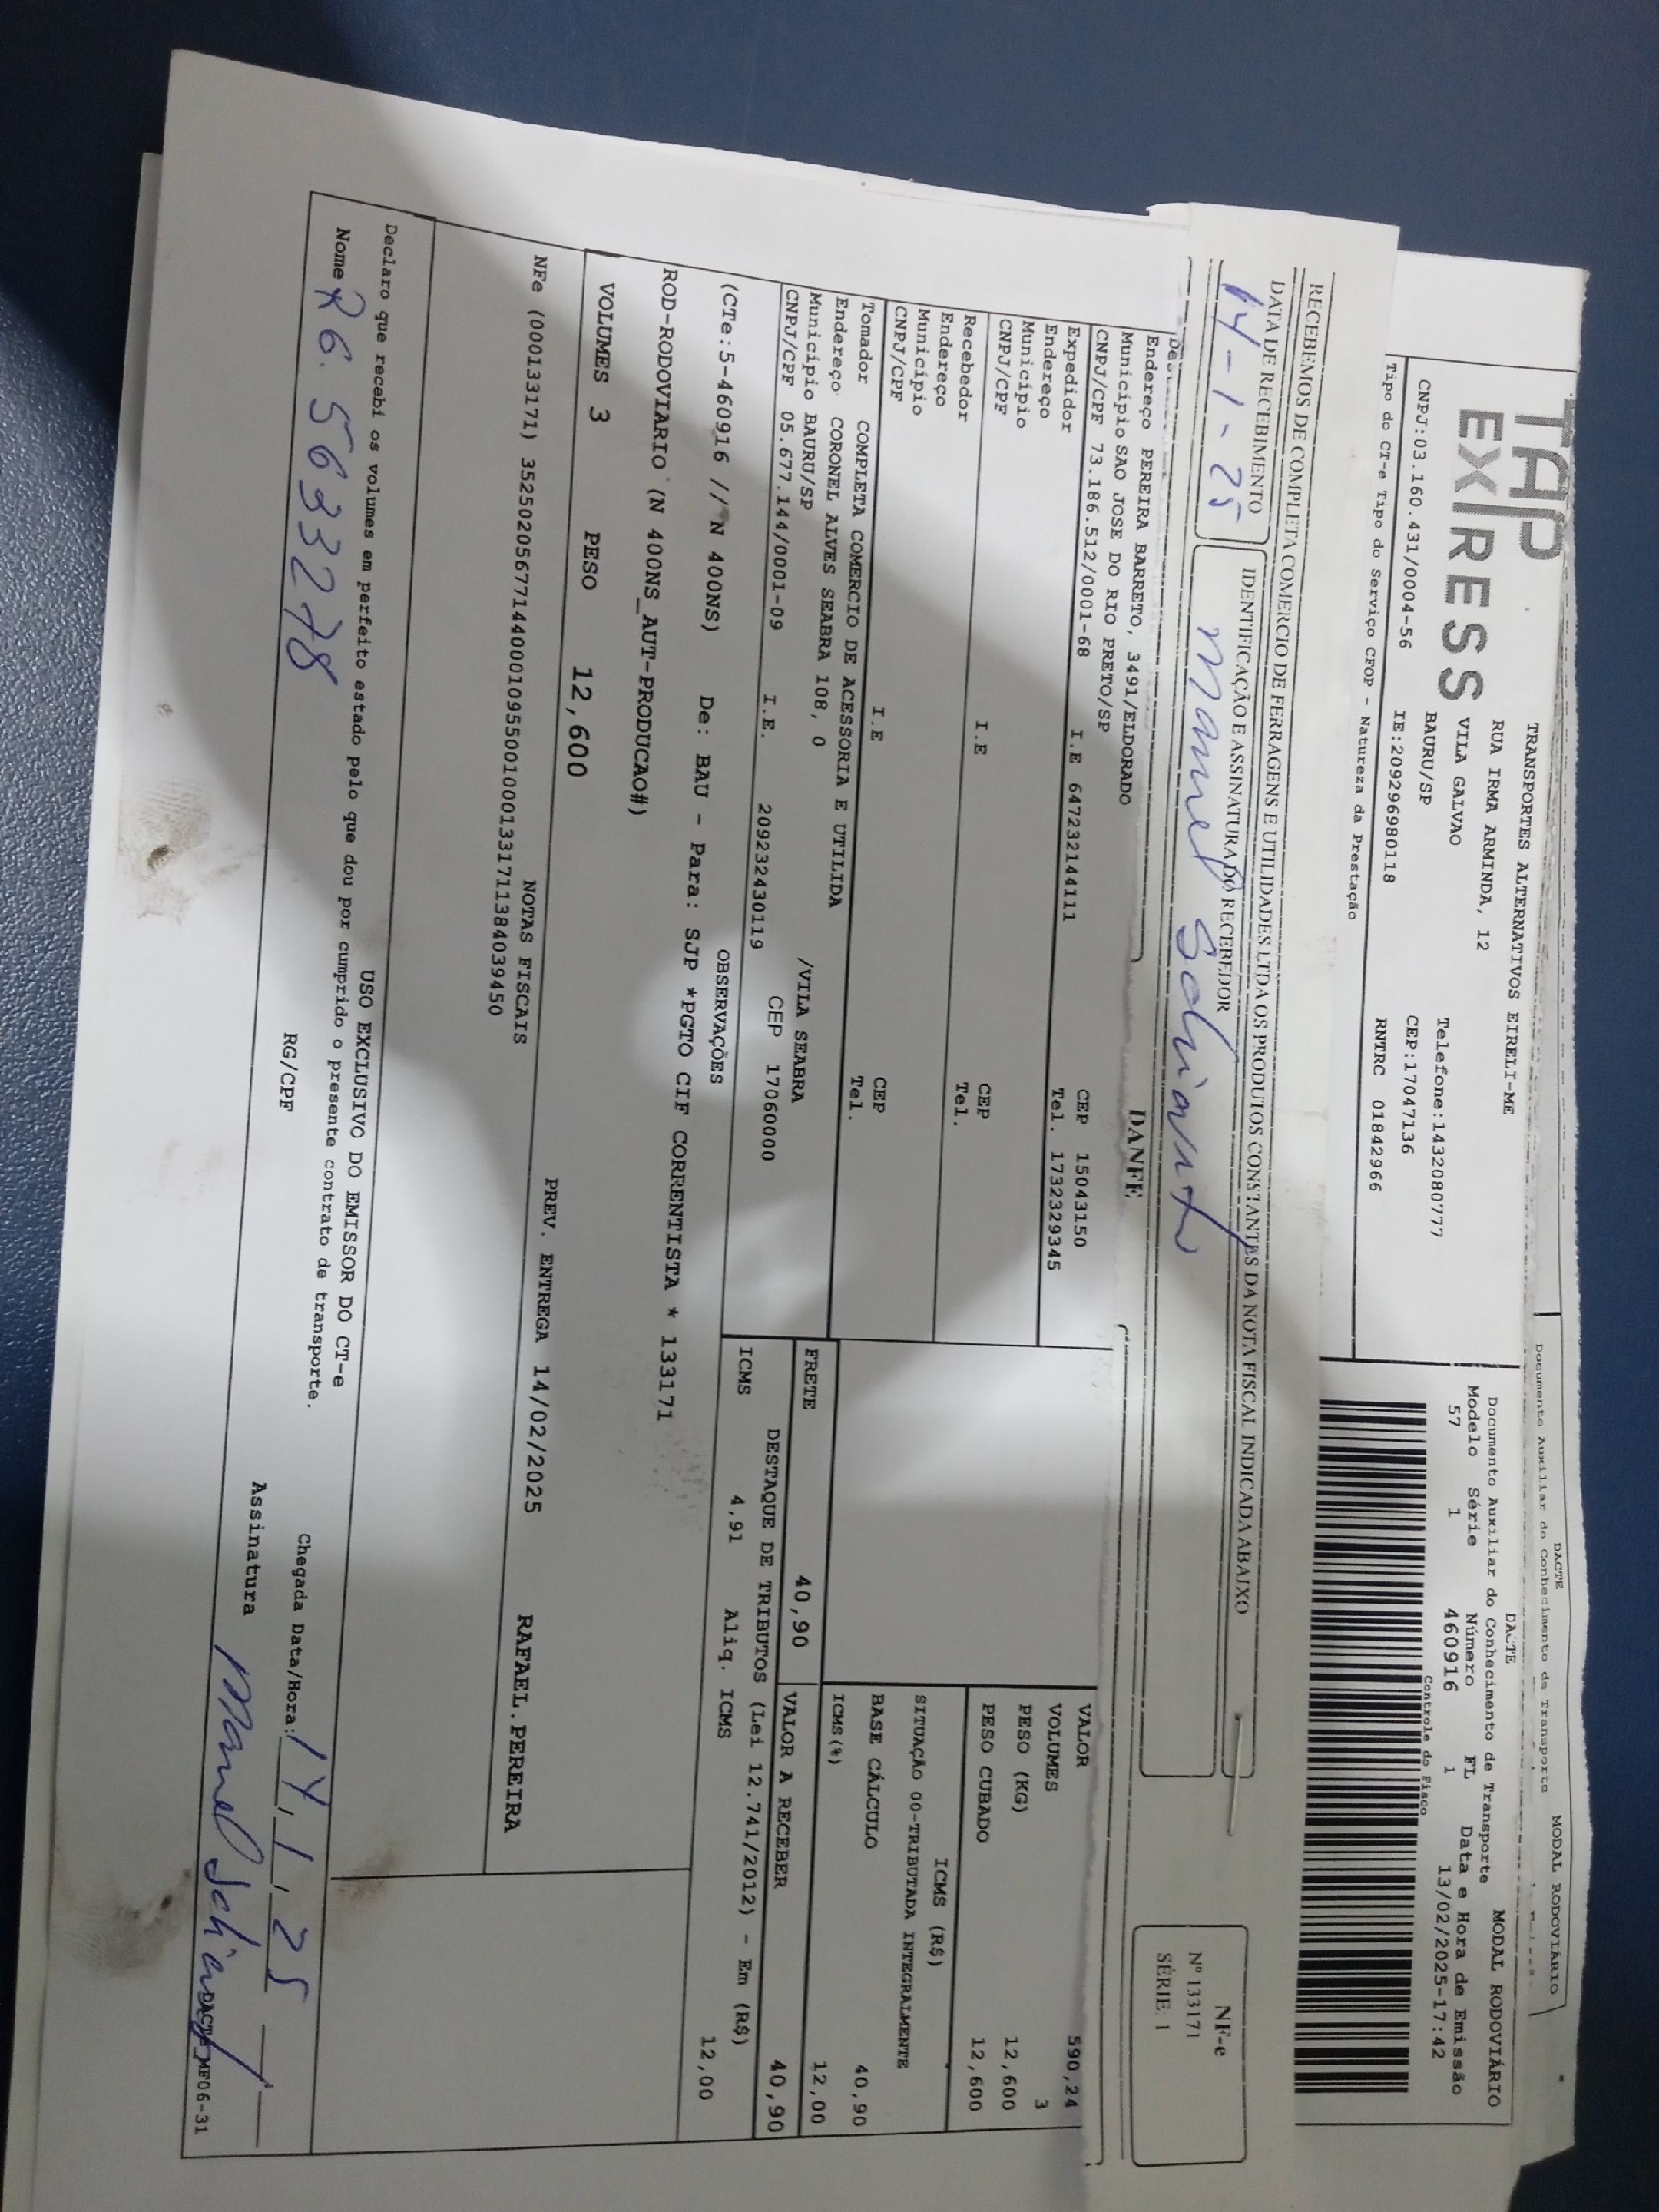 DACTE
Documento Auxiliar do Conhecimento de Transporte
MODAL RODOVIÁRIO
TAP EXPRESS
TRANSPORTES ALTERNATIVOS EIRELI-ME
RUA IRMA ARMINDA, 12
VILA GALVAO Telefone:1432080777
BAURU/SP CEP:17047136
CNPJ:03.160.431/0004-56 IE:209296980118 RNTRC 01842966
Tipo do CT-e Tipo do Serviço CFOP - Natureza da Prestação
DACTE
Documento Auxiliar do Conhecimento de Transporte MODAL RODOVIÁRIO
Modelo Série Número FL Data e Hora de Emissão
57 1 460916 1 13/02/2025-17:42
Controle do Fisco
RECEBEMOS DE COMPLETA COMERCIO DE FERRAGENS E UTILIDADES LTDA OS PRODUTOS CONSTANTES DA NOTA FISCAL INDICADA ABAIXO
DATA DE RECEBIMENTO IDENTIFICAÇÃO E ASSINATURA DO RECEBEDOR
14-1-25 Manuel
NF-e
Nº 133171
SÉRIE 1
DANFE
Endereço PEREIRA BARRETO, 3491/ELDORADO
Município SAO JOSE DO RIO PRETO/SP CEP 15043150
CNPJ/CPF 73.186.512/0001-68 I.E 647232144111 Tel. 1732329345
Expedidor
Endereço
Município CEP
CNPJ/CPF I.E Tel.
Recebedor
Endereço
Município CEP
CNPJ/CPF I.E Tel.
Tomador COMPLETA COMERCIO DE ACESSORIA E UTILIDA
Endereço CORONEL ALVES SEABRA 108, 0 /VILA SEABRA
Município BAURU/SP CEP 17060000
CNPJ/CPF 05.677.144/0001-09 I.E. 209232430119
VALOR 590,24
VOLUMES 3
PESO (KG) 12,600
PESO CUBADO 12,600
ICMS (R$)
SITUAÇÃO 00-TRIBUTADA INTEGRALMENTE
BASE CÁLCULO 40,90
ICMS(%) 12,00
FRETE 40,90 VALOR A RECEBER 40,90
DESTAQUE DE TRIBUTOS (Lei 12.741/2012) - Em (R$)
ICMS 4,91 Aliq. ICMS 12,00
OBSERVAÇÕES
(CTe:5-460916 // N 400NS) De: BAU - Para: SJP *PGTO CIF CORRENTISTA * 133171
ROD-RODOVIARIO (N 400NS_AUT-PRODUCAO#)
VOLUMES 3 PESO 12,600
PREV. ENTREGA 14/02/2025 RAFAEL.PEREIRA
NOTAS FISCAIS
NFe (000133171) 35250205677144000109550010001331711384039450
USO EXCLUSIVO DO EMISSOR DO CT-e
Declaro que recebi os volumes em perfeito estado pelo que dou por cumprido o presente contrato de transporte.
Chegada Data/Hora: 14, 1, 25
Nome RG. 56333278 RG/CPF Assinatura Manuel
DACTE MF06-31